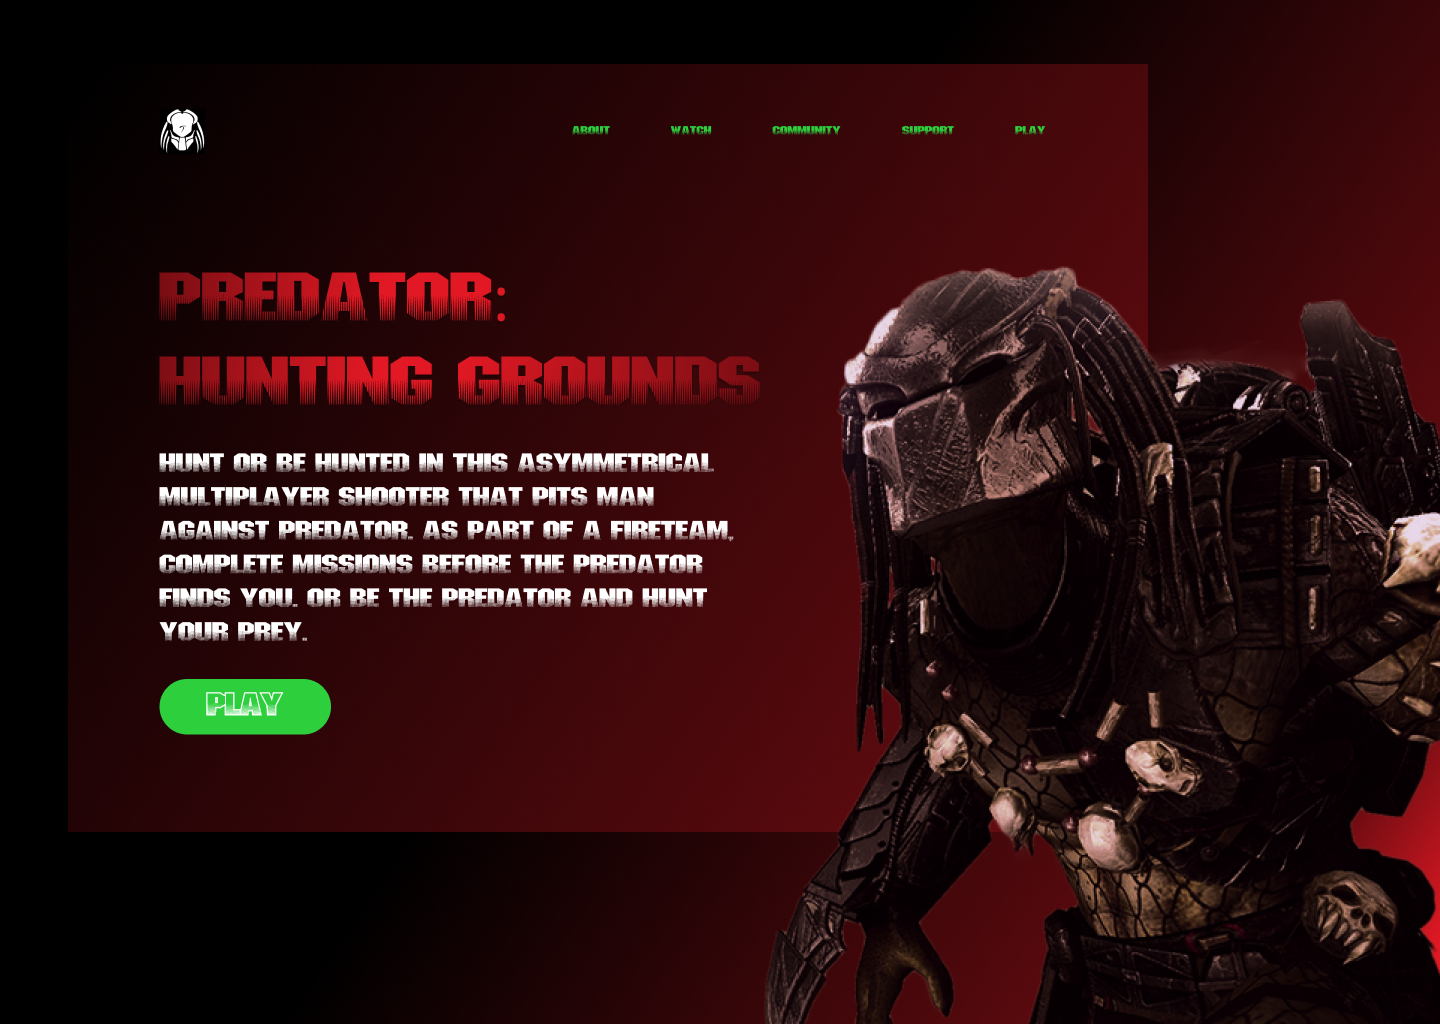 ABOUT WATCH COMMUNITY SUPPORT PLAY
PREDATOR:
HUNTING GROUNDS
HUNT OR BE HUNTED IN THIS ASYMMETRICAL
MULTIPLAYER SHOOTER THAT PITS MAN
AGAINST PREDATOR. AS PART OF A FIRETEAM,
COMPLETE MISSIONS BEFORE THE PREDATOR
FINDS YOU. OR BE THE PREDATOR AND HUNT
YOUR PREY.
PLAY